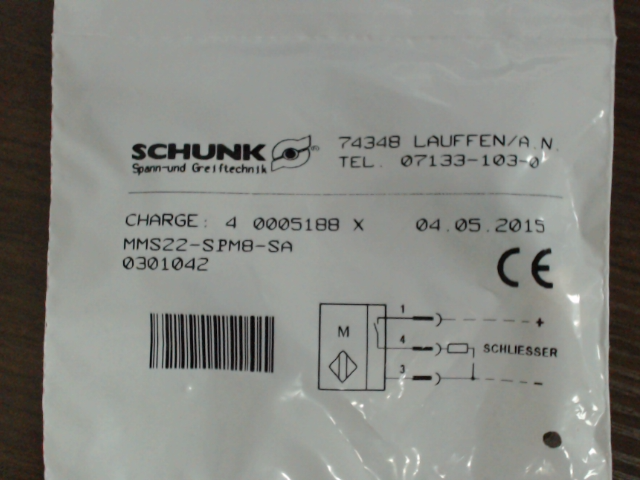 SCHUNK ®
Spann-und Greiftechnik
74348 LAUFFEN/A.N.
TEL. 07133-103-0
CHARGE: 4 0005188 X 04.05.2015
MMS22-SPM8-SA
0301042
CE
M
1 +
4 SCHLIESSER
3 -